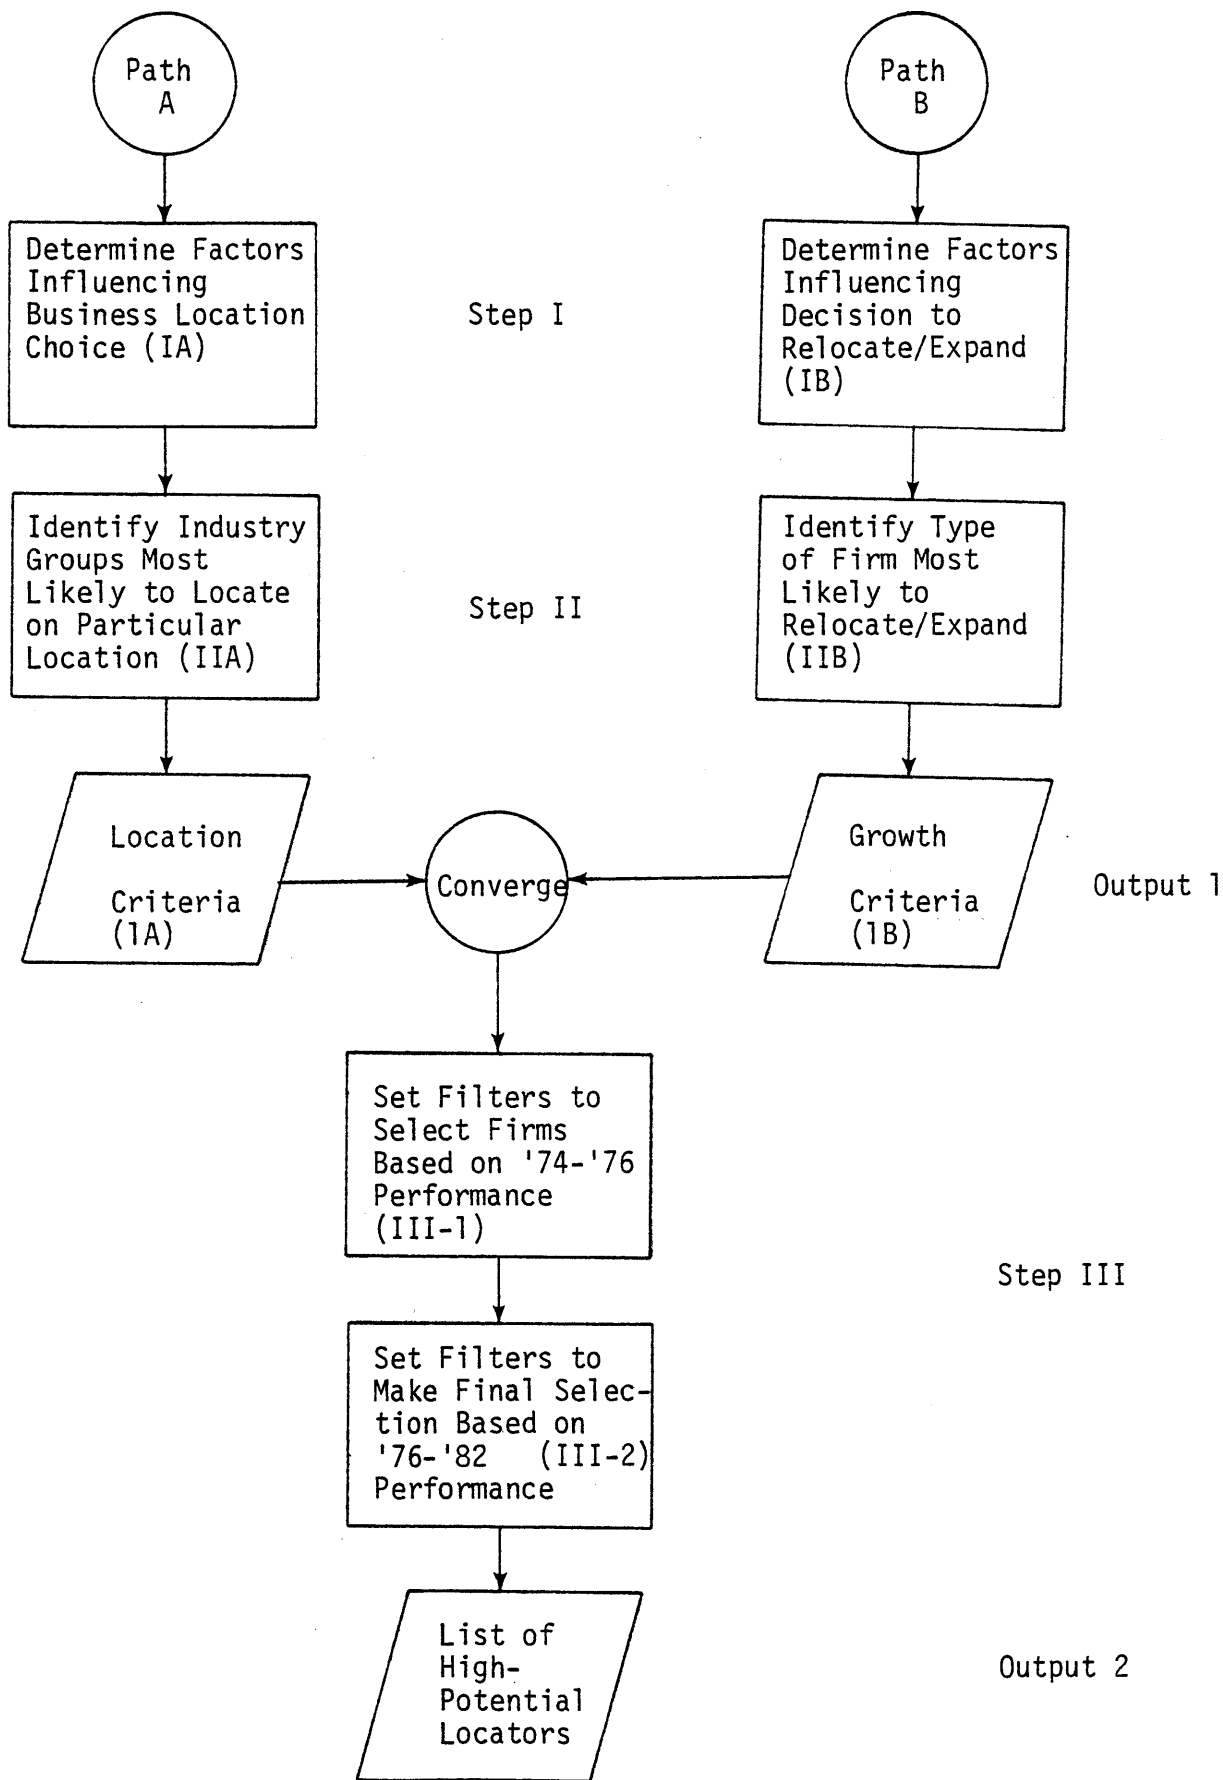 Path
A
Path
B
Determine Factors
Influencing
Business Location
Choice (IA)
Step I
Determine Factors
Influencing
Decision to
Relocate/Expand
(IB)
Identify Industry
Groups Most
Likely to Locate
on Particular
Location (IIA)
Step II
Identify Type
of Firm Most
Likely to
Relocate/Expand
(IIB)
Location
Criteria
(1A)
Converge
Growth
Criteria
(1B)
Output 1
Set Filters to
Select Firms
Based on '74-'76
Performance
(III-1)
Step III
Set Filters to
Make Final Selec-
tion Based on
'76-'82 (III-2)
Performance
List of
High-
Potential
Locators
Output 2